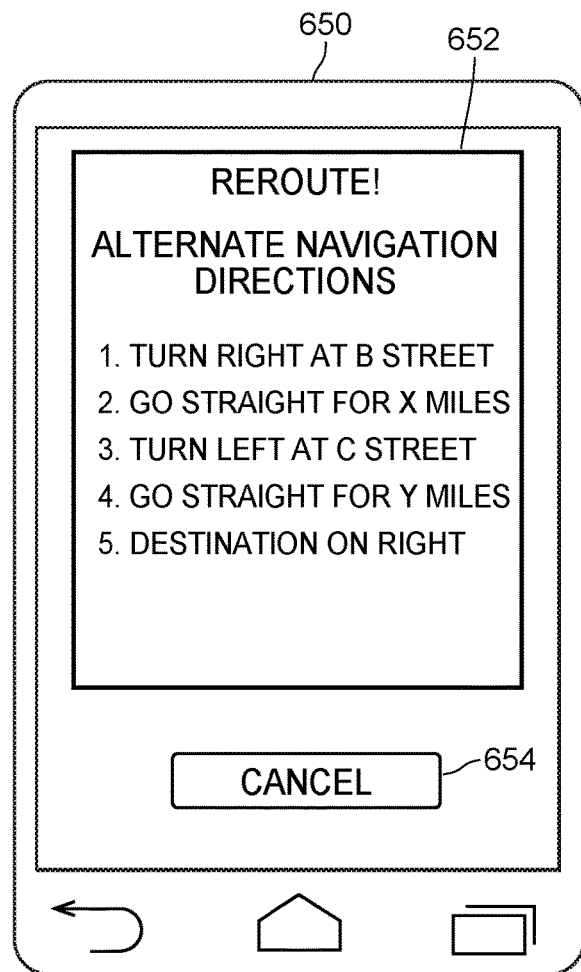 650
652
REROUTE!
ALTERNATE NAVIGATION
DIRECTIONS
1. TURN RIGHT AT B STREET
2. GO STRAIGHT FOR X MILES
3. TURN LEFT AT C STREET
4. GO STRAIGHT FOR Y MILES
5. DESTINATION ON RIGHT
CANCEL
654